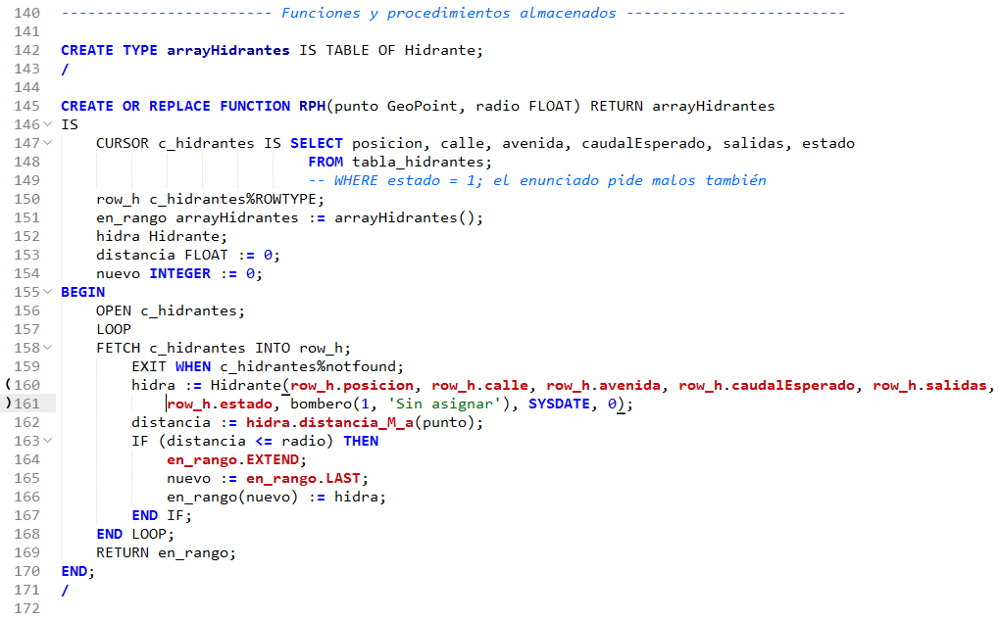 140 ------------------------ Funciones y procedimientos almacenados -------------------------
141
142 CREATE TYPE arrayHidrantes IS TABLE OF Hidrante;
143 /
144
145 CREATE OR REPLACE FUNCTION RPH(punto GeoPoint, radio FLOAT) RETURN arrayHidrantes
146 IS
147     CURSOR c_hidrantes IS SELECT posicion, calle, avenida, caudalEsperado, salidas, estado
148                             FROM tabla_hidrantes;
149                             -- WHERE estado = 1; el enunciado pide malos también
150     row_h c_hidrantes%ROWTYPE;
151     en_rango arrayHidrantes := arrayHidrantes();
152     hidra Hidrante;
153     distancia FLOAT := 0;
154     nuevo INTEGER := 0;
155 BEGIN
156     OPEN c_hidrantes;
157     LOOP
158     FETCH c_hidrantes INTO row_h;
159         EXIT WHEN c_hidrantes%notfound;
160         hidra := Hidrante(row_h.posicion, row_h.calle, row_h.avenida, row_h.caudalEsperado, row_h.salidas,
161             row_h.estado, bombero(1, 'Sin asignar'), SYSDATE, 0);
162         distancia := hidra.distancia_M_a(punto);
163         IF (distancia <= radio) THEN
164             en_rango.EXTEND;
165             nuevo := en_rango.LAST;
166             en_rango(nuevo) := hidra;
167         END IF;
168     END LOOP;
169     RETURN en_rango;
170 END;
171 /
172